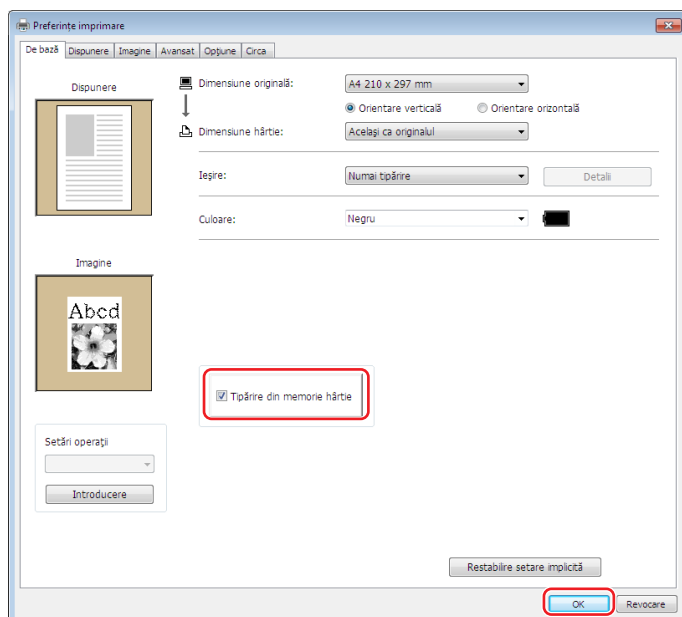 Preferințe imprimare
De bază Dispunere Imagine Avansat Opțiune Circa
Dispunere
Dimensiune originală: A4 210 x 297 mm
Orientare verticală Orientare orizontală
Dimensiune hârtie: Același ca originalul
Ieșire: Numai tipărire Detalii
Culoare: Negru
Imagine
Abcd
Tipărire din memorie hârtie
Setări operații
Introducere
Restabilire setare implicită
OK Revocare